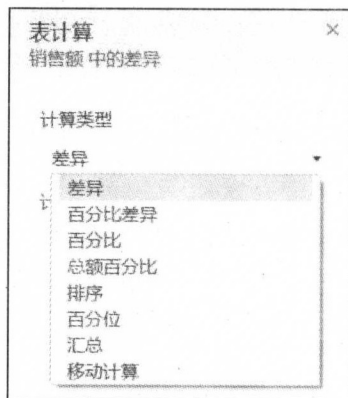 表计算
销售额 中的差异
计算类型
差异
差异
百分比差异
计
百分比
总额百分比
排序
百分位
汇总
移动计算